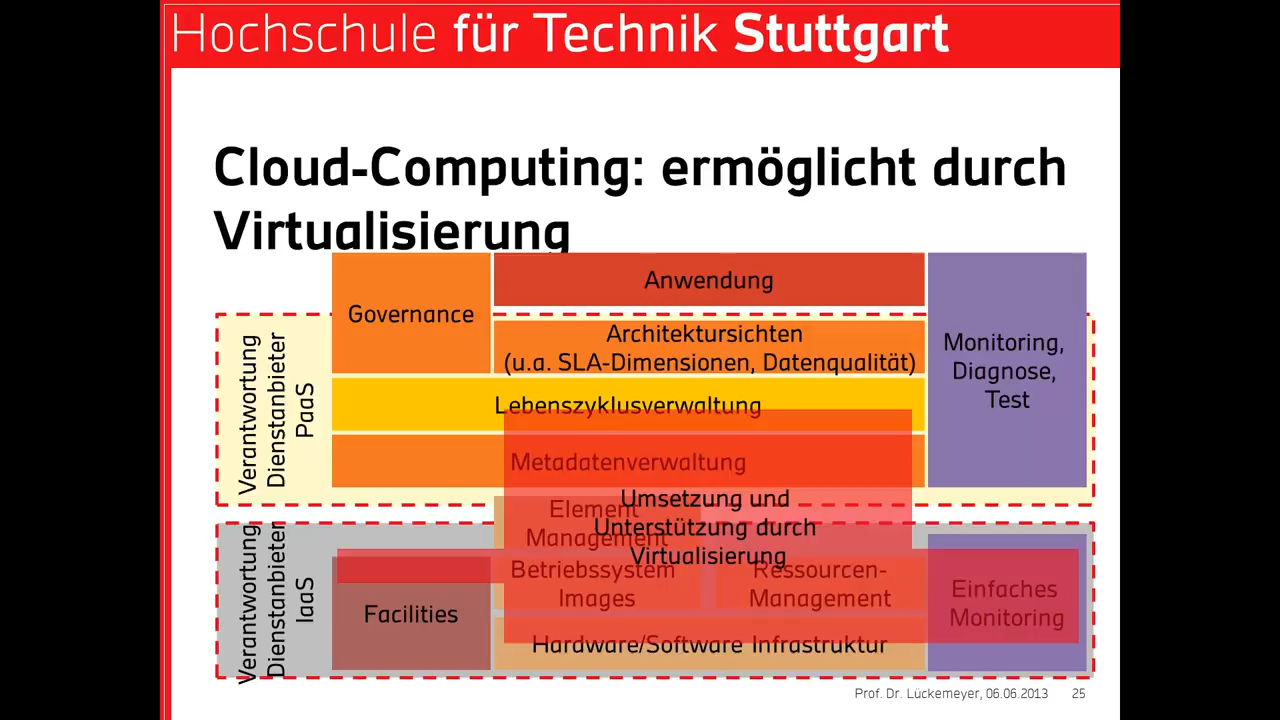 Hochschule für Technik Stuttgart
Cloud-Computing: ermöglicht durch
Virtualisierung
Anwendung
Governance
Architektursichten
(u.a. SLA-Dimensionen, Datenqualität)
Monitoring,
Diagnose,
Test
Verantwortung
Dienstanbieter
PaaS
Lebenszyklusverwaltung
Metadatenverwaltung
Umsetzung und
Unterstützung durch
Virtualisierung
Element
Management
Verantwortung
Dienstanbieter
IaaS
Betriebssystem
Images
Ressourcen-
Management
Einfaches
Monitoring
Facilities
Hardware/Software Infrastruktur
Prof. Dr. Lückemeyer, 06.06.2013 25